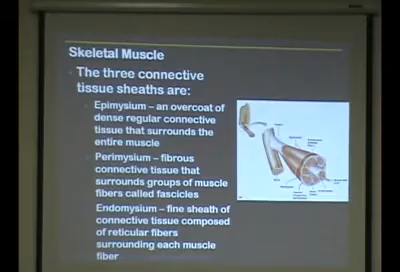 Skeletal Muscle
The three connective
tissue sheaths are:
Epimysium – an overcoat of
dense regular connective
tissue that surrounds the
entire muscle
Perimysium – fibrous
connective tissue that
surrounds groups of muscle
fibers called fascicles
Endomysium – fine sheath of
connective tissue composed
of reticular fibers
surrounding each muscle
fiber